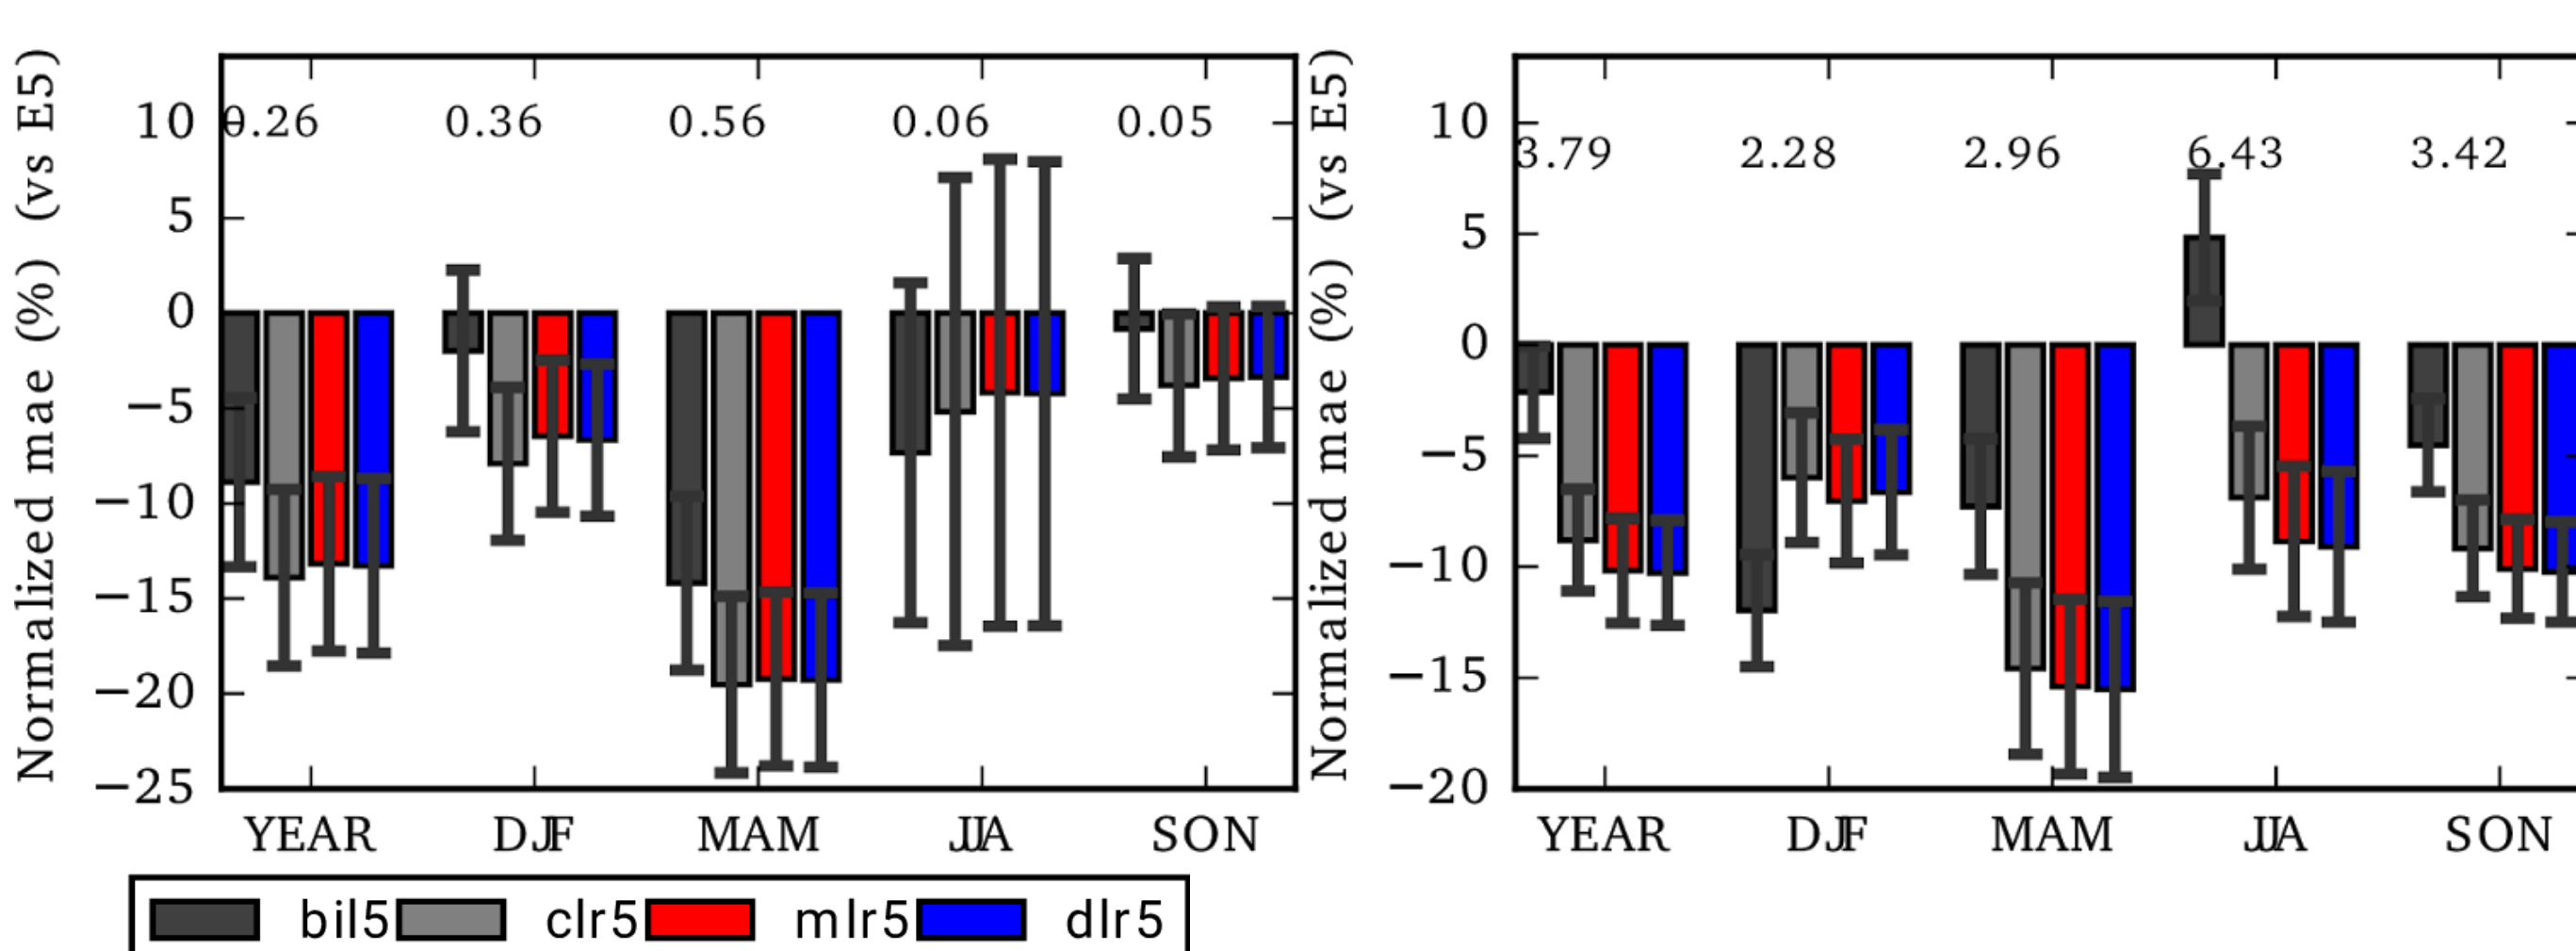 Normalized mae (%) (vs E5)
10
5
0
−5
−10
−15
−20
−25
0.26 0.36 0.56 0.06 0.05
YEAR DJF MAM JJA SON
Normalized mae (%) (vs E5)
10
5
0
−5
−10
−15
−20
3.79 2.28 2.96 6.43 3.42
YEAR DJF MAM JJA SON
bil5 clr5 mlr5 dlr5